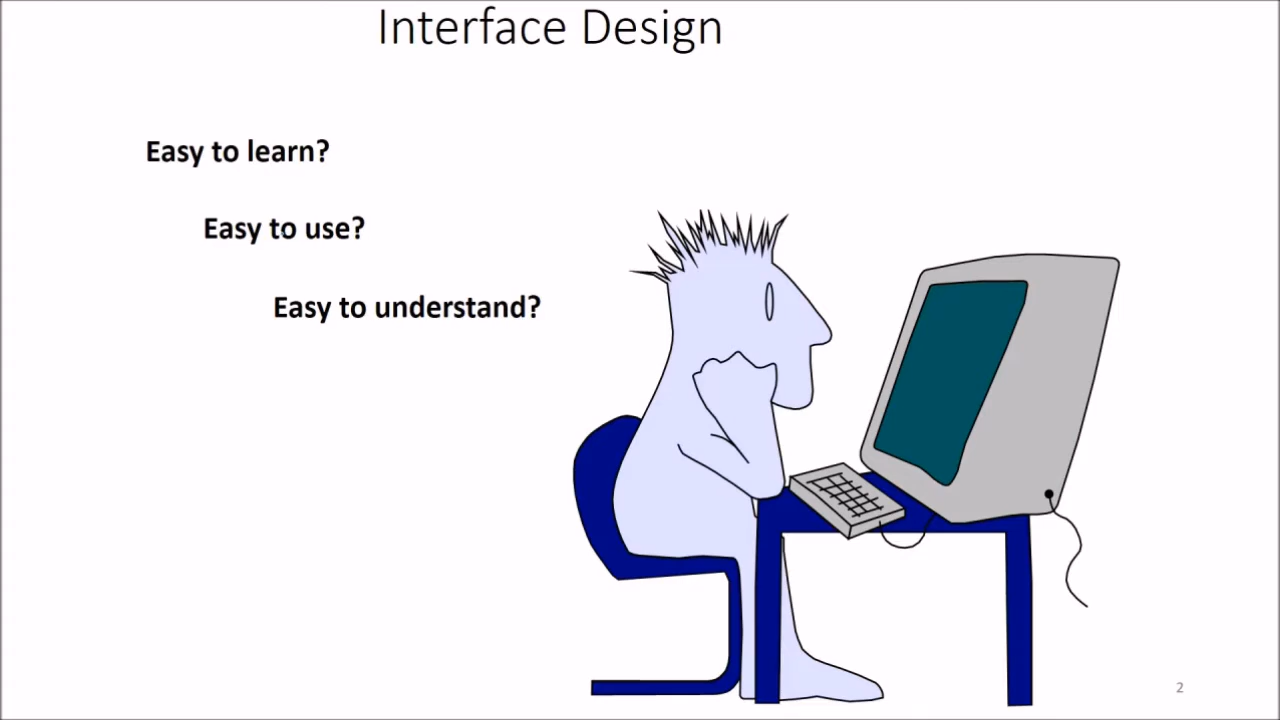 Interface Design
Easy to learn?
Easy to use?
Easy to understand?
2